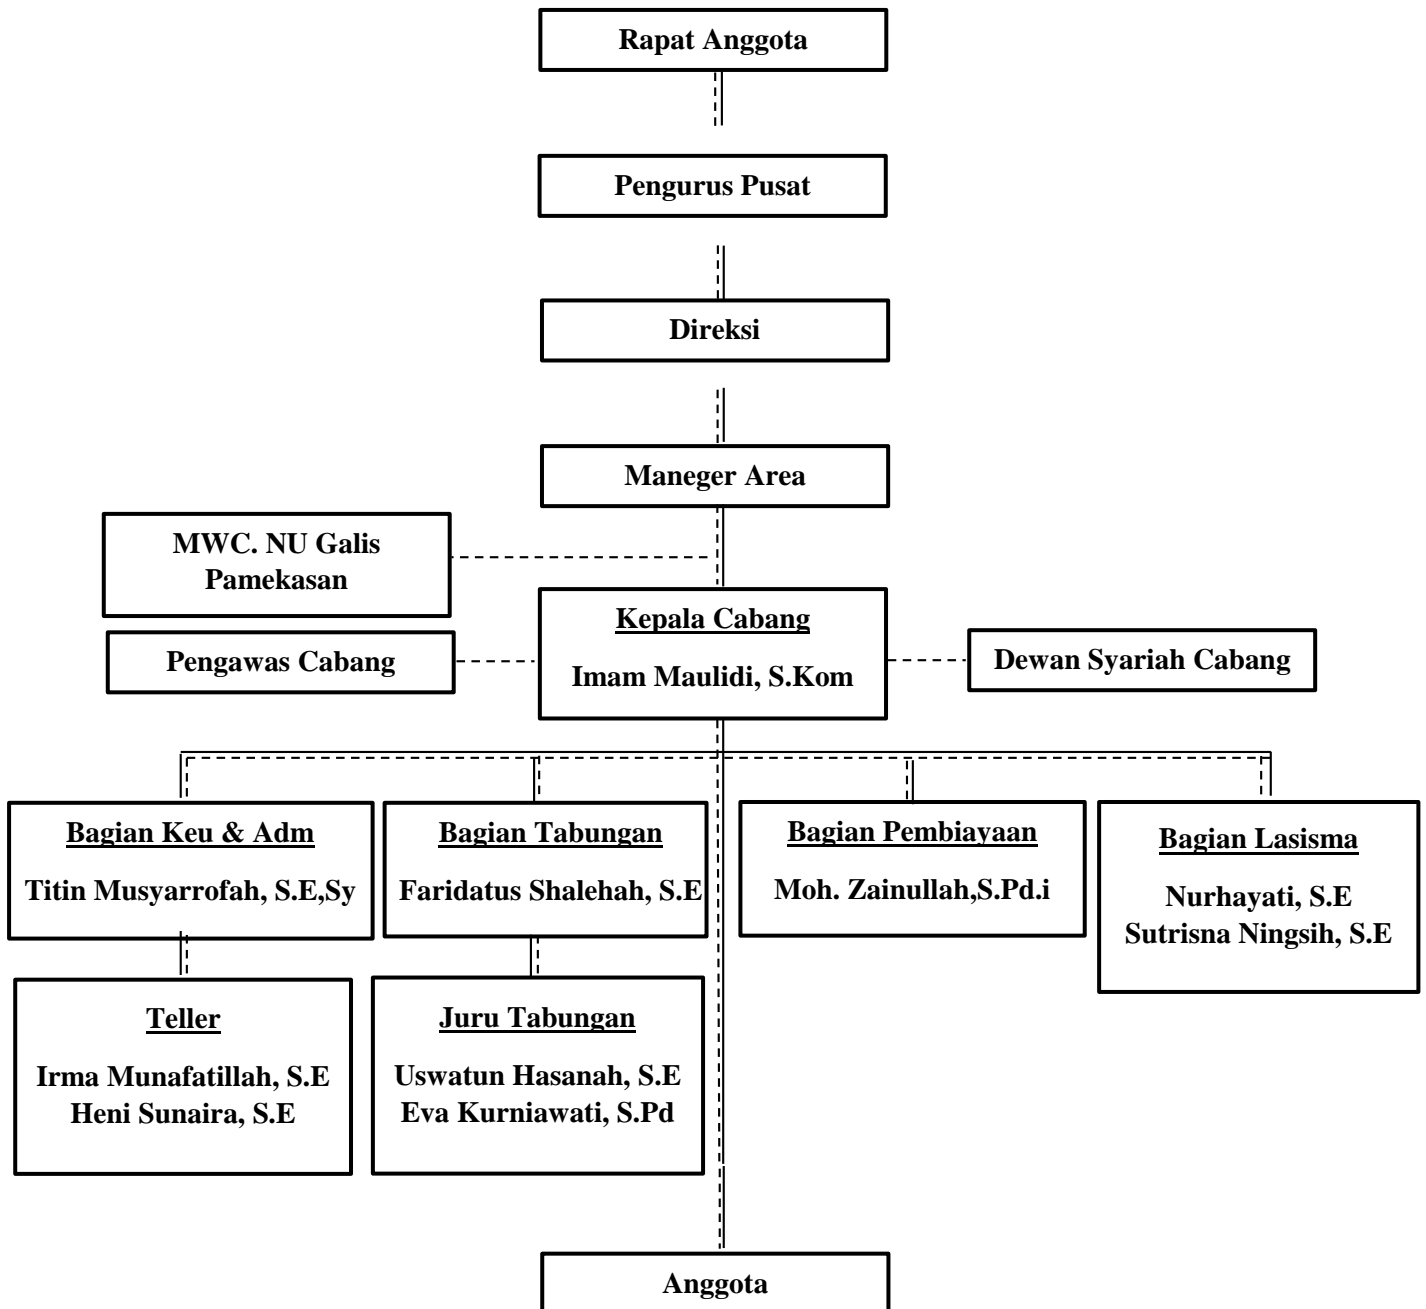 Rapat Anggota
Pengurus Pusat
Direksi
Maneger Area
MWC. NU Galis
Pamekasan
Kepala Cabang
Imam Maulidi, S.Kom
Pengawas Cabang
Dewan Syariah Cabang
Bagian Keu & Adm
Titin Musyarrofah, S.E,Sy
Bagian Tabungan
Faridatus Shalehah, S.E
Bagian Pembiayaan
Moh. Zainullah,S.Pd.i
Bagian Lasisma
Nurhayati, S.E
Sutrisna Ningsih, S.E
Teller
Irma Munafatillah, S.E
Heni Sunaira, S.E
Juru Tabungan
Uswatun Hasanah, S.E
Eva Kurniawati, S.Pd
Anggota